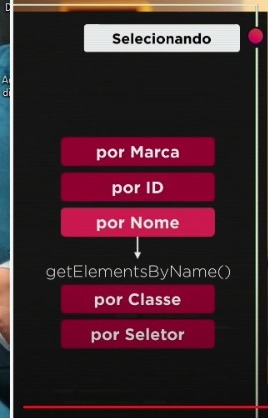 Selecionando
por Marca
por ID
por Nome
getElementsByName()
por Classe
por Seletor